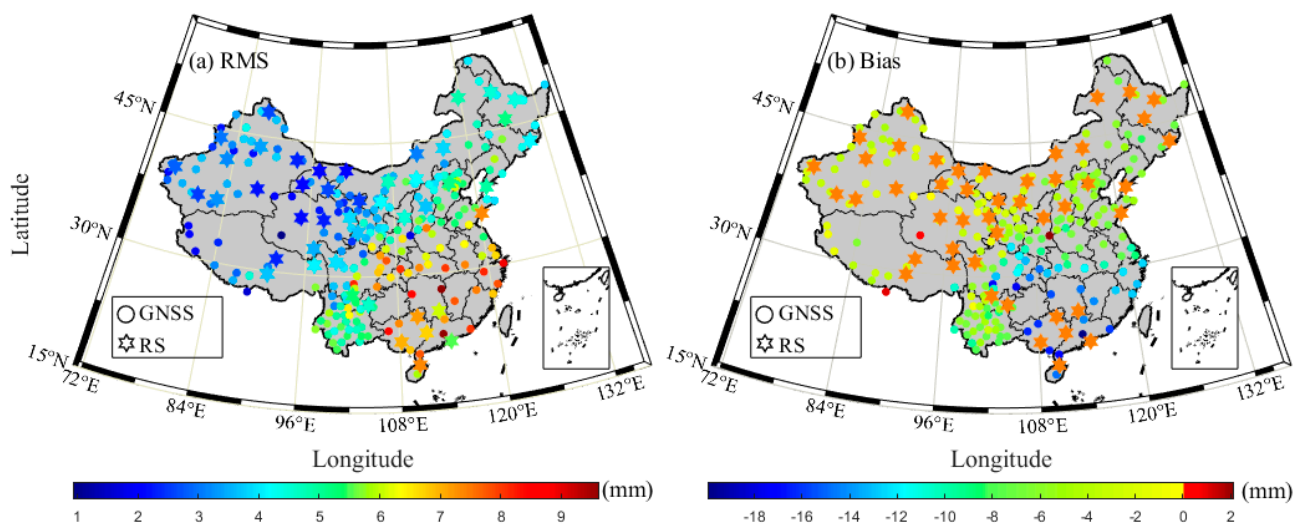 (a) RMS
(b) Bias
45°N
30°N
15°N
72°E
84°E
96°E
108°E
120°E
132°E
GNSS
RS
Latitude
Longitude
45°N
30°N
15°N
72°E
84°E
96°E
108°E
120°E
132°E
GNSS
RS
Longitude
1 2 3 4 5 6 7 8 9 (mm)
-18 -16 -14 -12 -10 -8 -6 -4 -2 0 2 (mm)